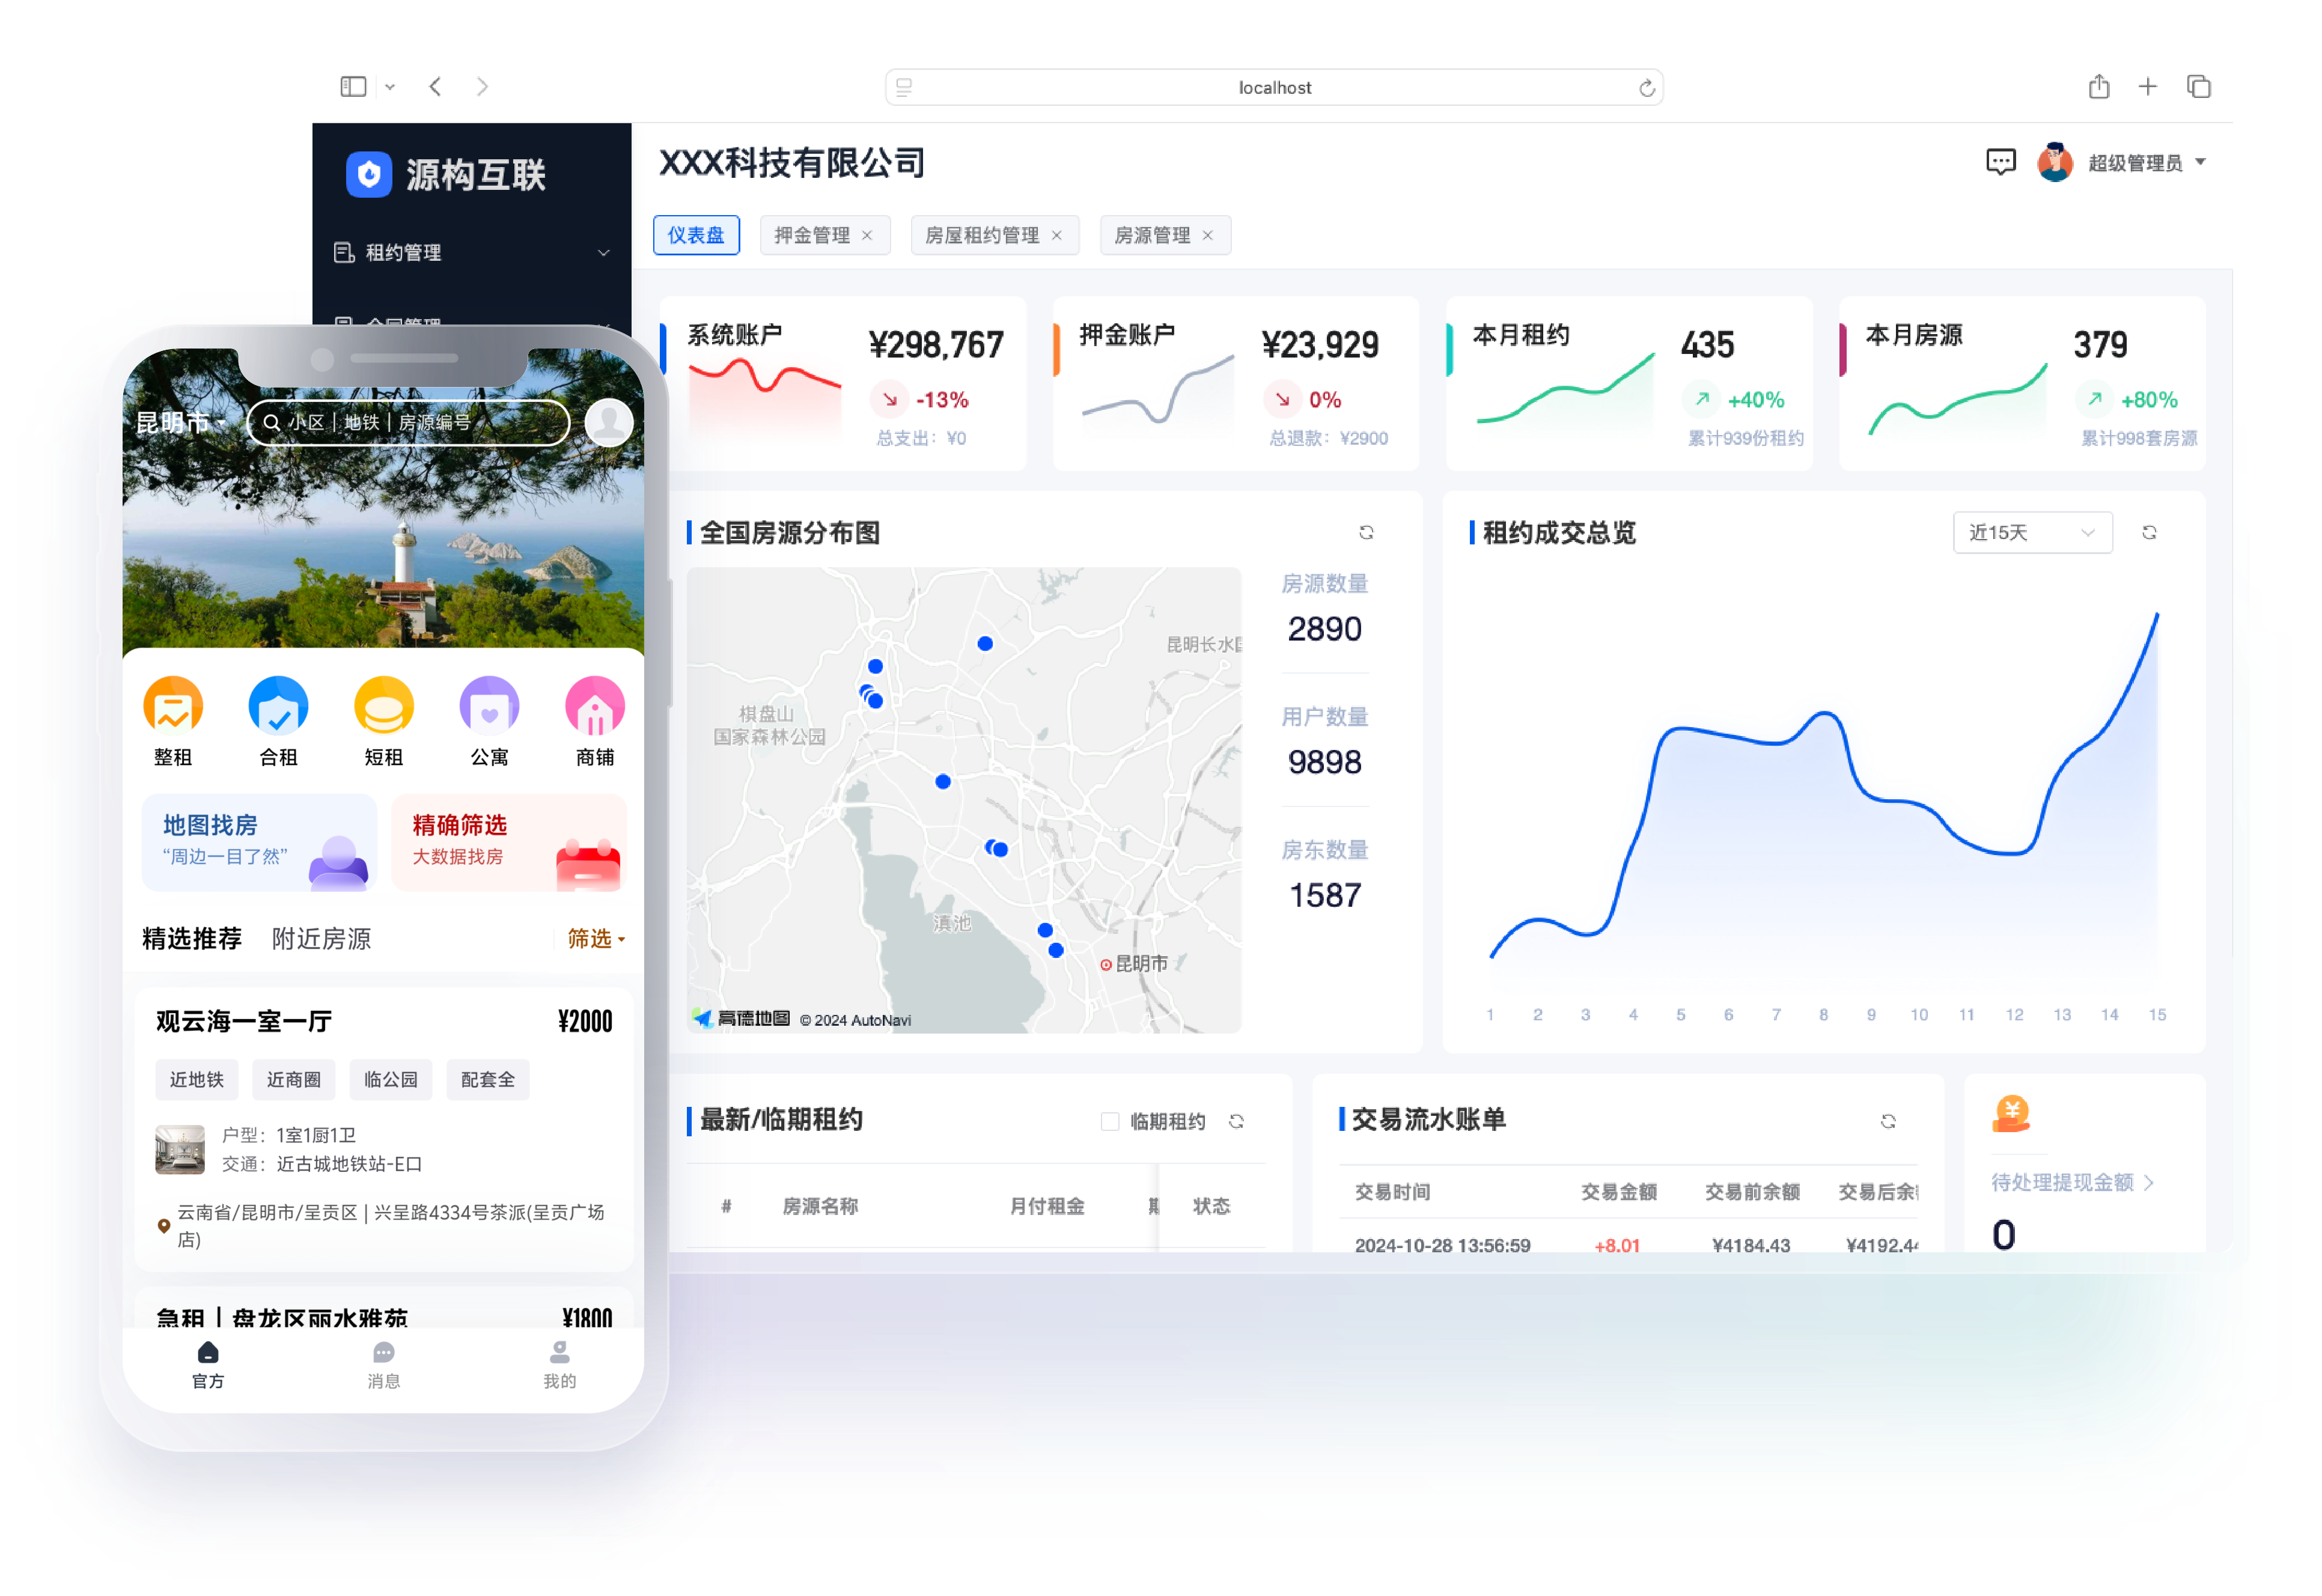 localhost
源构互联
XXX科技有限公司
超级管理员
仪表盘
押金管理 ×
房屋租约管理 ×
房源管理 ×
租约管理
系统账户
¥298,767
-13%
总支出：¥0
押金账户
¥23,929
0%
总退款：¥2900
本月租约
435
+40%
累计939份租约
本月房源
379
+80%
累计998套房源
全国房源分布图
昆明长水
棋盘山
国家森林公园
滇池
昆明市
高德地图 © 2024 AutoNavi
房源数量
2890
用户数量
9898
房东数量
1587
租约成交总览
近15天
1 2 3 4 5 6 7 8 9 10 11 12 13 14 15
最新/临期租约
临期租约
# 房源名称 月付租金 状态
交易流水账单
交易时间 交易金额 交易前余额 交易后余
2024-10-28 13:56:59 +8.01 ¥4184.43 ¥4192.4
待处理提现金额
0
昆明市
小区 | 地铁 | 房源编号
整租 合租 短租 公寓 商铺
地图找房
“周边一目了然”
精确筛选
大数据找房
精选推荐 附近房源 筛选
观云海一室一厅 ¥2000
近地铁 近商圈 临公园 配套全
户型：1室1厨1卫
交通：近古城地铁站-E口
云南省/昆明市/呈贡区 | 兴呈路4334号茶派(呈贡广场
店)
急租 | 盘龙区丽水雅苑 ¥1800
官方 消息 我的